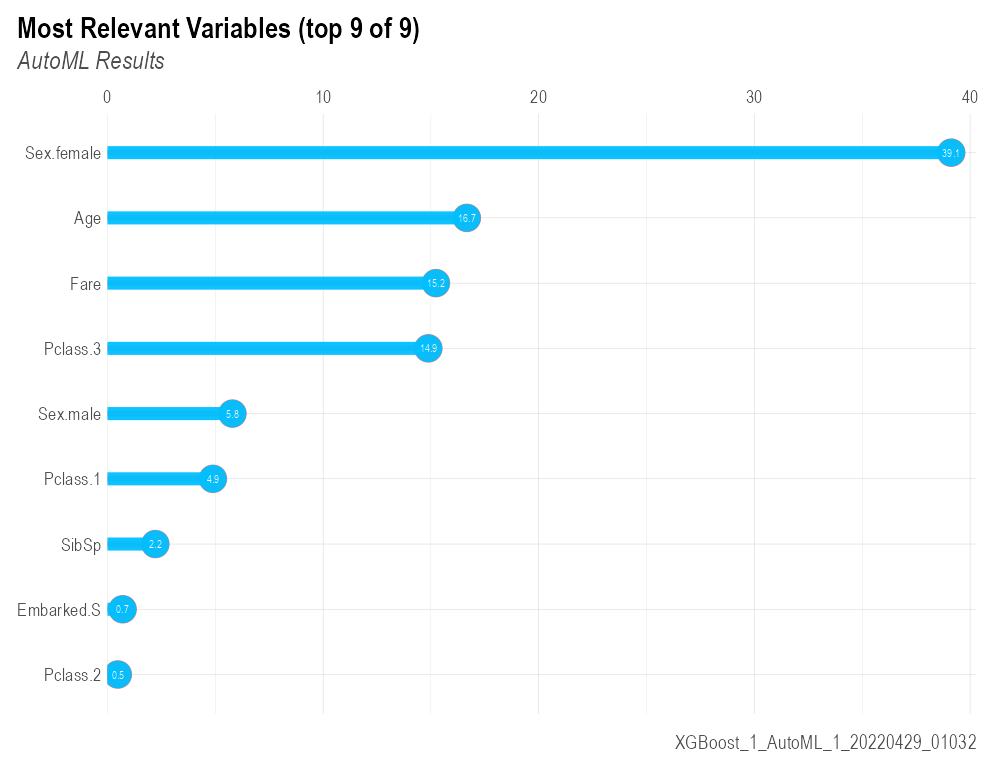 Most Relevant Variables (top 9 of 9)
AutoML Results
0 10 20 30 40
Sex.female 39.1
Age 16.7
Fare 15.2
Pclass.3 14.9
Sex.male 5.8
Pclass.1 4.9
SibSp 2.2
Embarked.S 0.7
Pclass.2 0.5
XGBoost_1_AutoML_1_20220429_01032